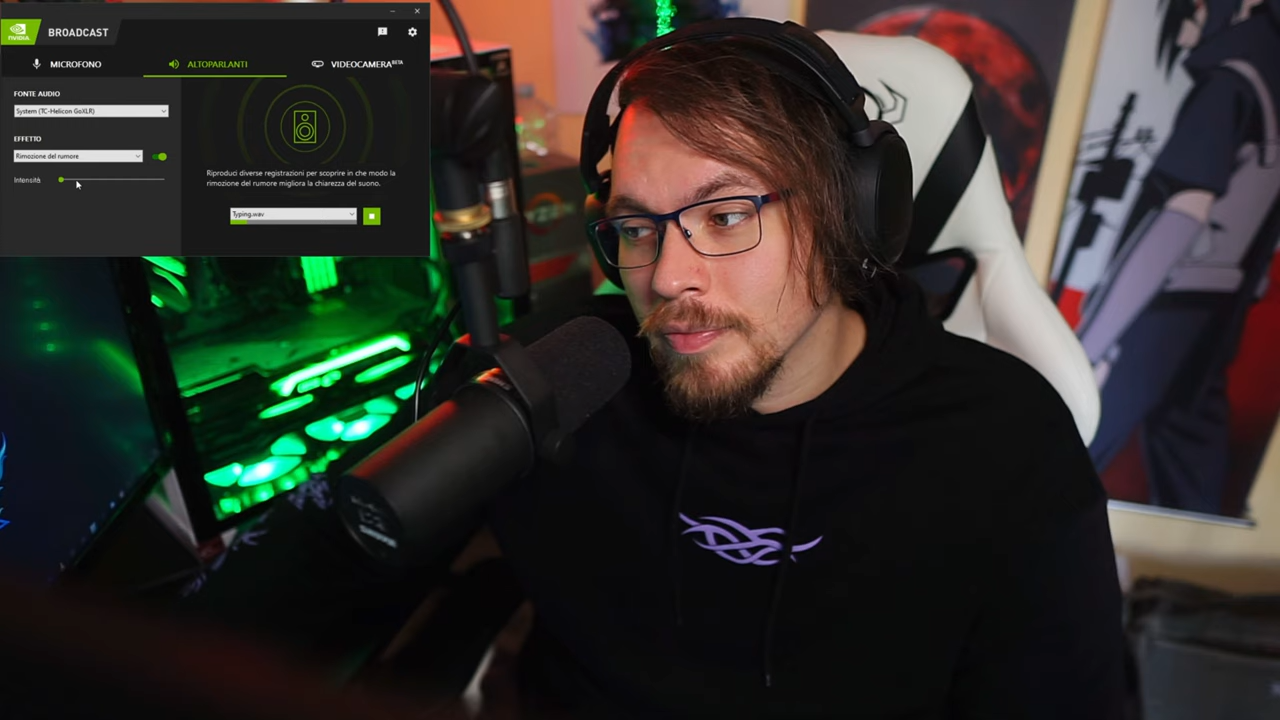 NVIDIA.
BROADCAST
MICROFONO
ALTOPARLANTI
VIDEOCAMERA BETA
FONTE AUDIO
System (TC-Helicon GoXLR)
EFFETTO
Rimozione del rumore
Intensità
Riproduci diverse registrazioni per scoprire in che modo la
rimozione del rumore migliora la chiarezza del suono.
Typing.wav